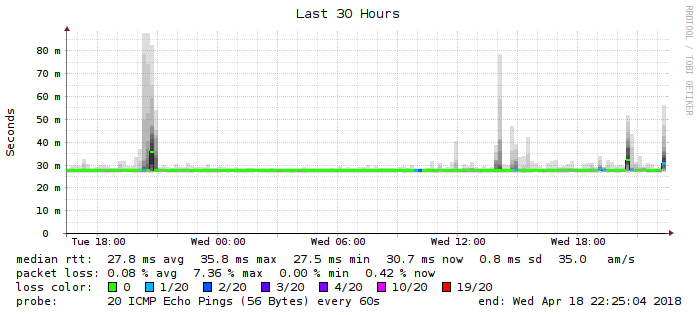 Last 30 Hours
RRDTOOL / TOBI OETIKER
Seconds
80 m
70 m
60 m
50 m
40 m
30 m
20 m
10 m
0
Tue 18:00 Wed 00:00 Wed 06:00 Wed 12:00 Wed 18:00
median rtt: 27.8 ms avg 35.8 ms max 27.5 ms min 30.7 ms now 0.8 ms sd 35.0 am/s
packet loss: 0.08 % avg 7.36 % max 0.00 % min 0.42 % now
loss color: 0 1/20 2/20 3/20 4/20 10/20 19/20
probe: 20 ICMP Echo Pings (56 Bytes) every 60s end: Wed Apr 18 22:25:04 2018